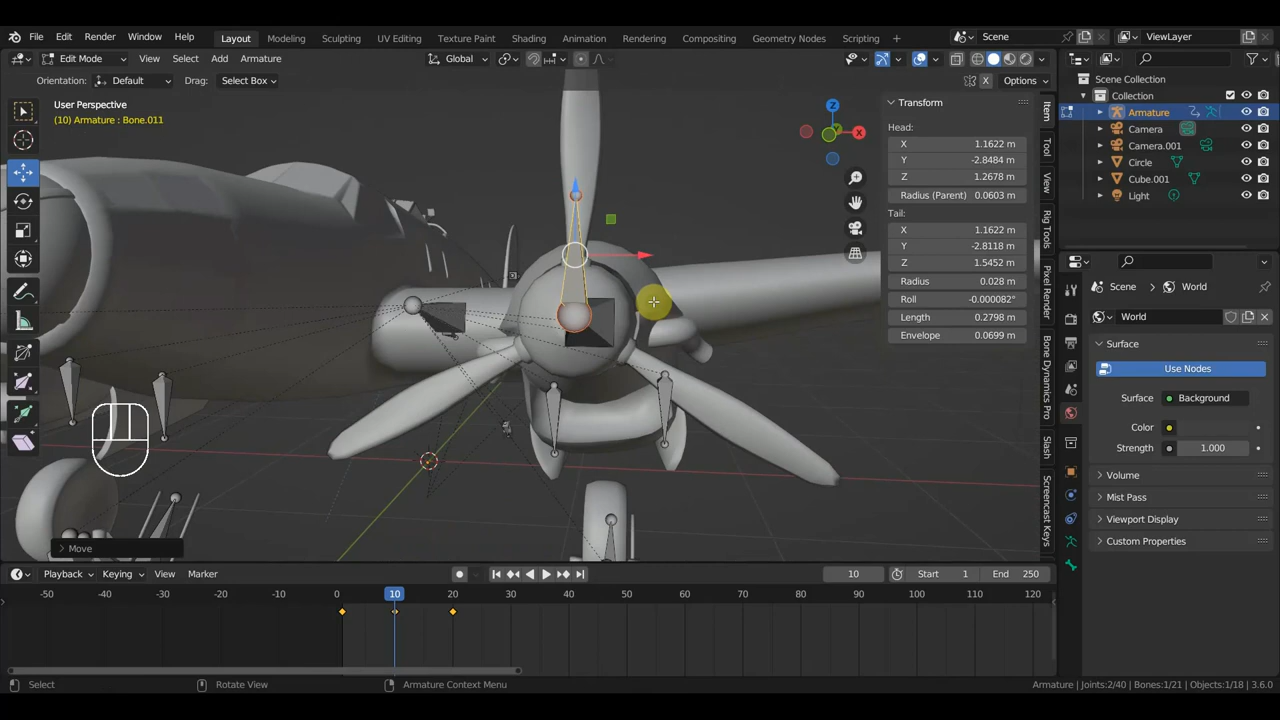 File Edit Render Window Help Layout Modeling Sculpting UV Editing Texture Paint Shading Animation Rendering Compositing Geometry Nodes Scripting + Scene ViewLayer
Edit Mode View Select Add Armature Global
Orientation: Default Drag: Select Box X Options
User Perspective
(10) Armature : Bone.011
Z
X
Transform
Head:
X 1.1622 m
Y -2.8484 m
Z 1.2678 m
Radius (Parent) 0.0603 m
Tail:
X 1.1622 m
Y -2.8118 m
Z 1.5452 m
Radius 0.028 m
Roll -0.000082°
Length 0.2798 m
Envelope 0.0699 m
Item
Tool
View
Rig Tools
Pixel Render
Bone Dynamics Pro
Slash
Screencast Keys
Scene Collection
Collection
Armature
Camera
Camera.001
Circle
Cube.001
Light
Scene World
World
Surface
Use Nodes
Surface Background
Color
Strength 1.000
Volume
Mist Pass
Viewport Display
Custom Properties
Move
Playback Keying View Marker 10 Start 1 End 250
-50 -40 -30 -20 -10 0 10 20 30 40 50 60 70 80 90 100 110 120
Select Rotate View Armature Context Menu Armature | Joints:2/40 | Bones:1/21 | Objects:1/18 | 3.6.0